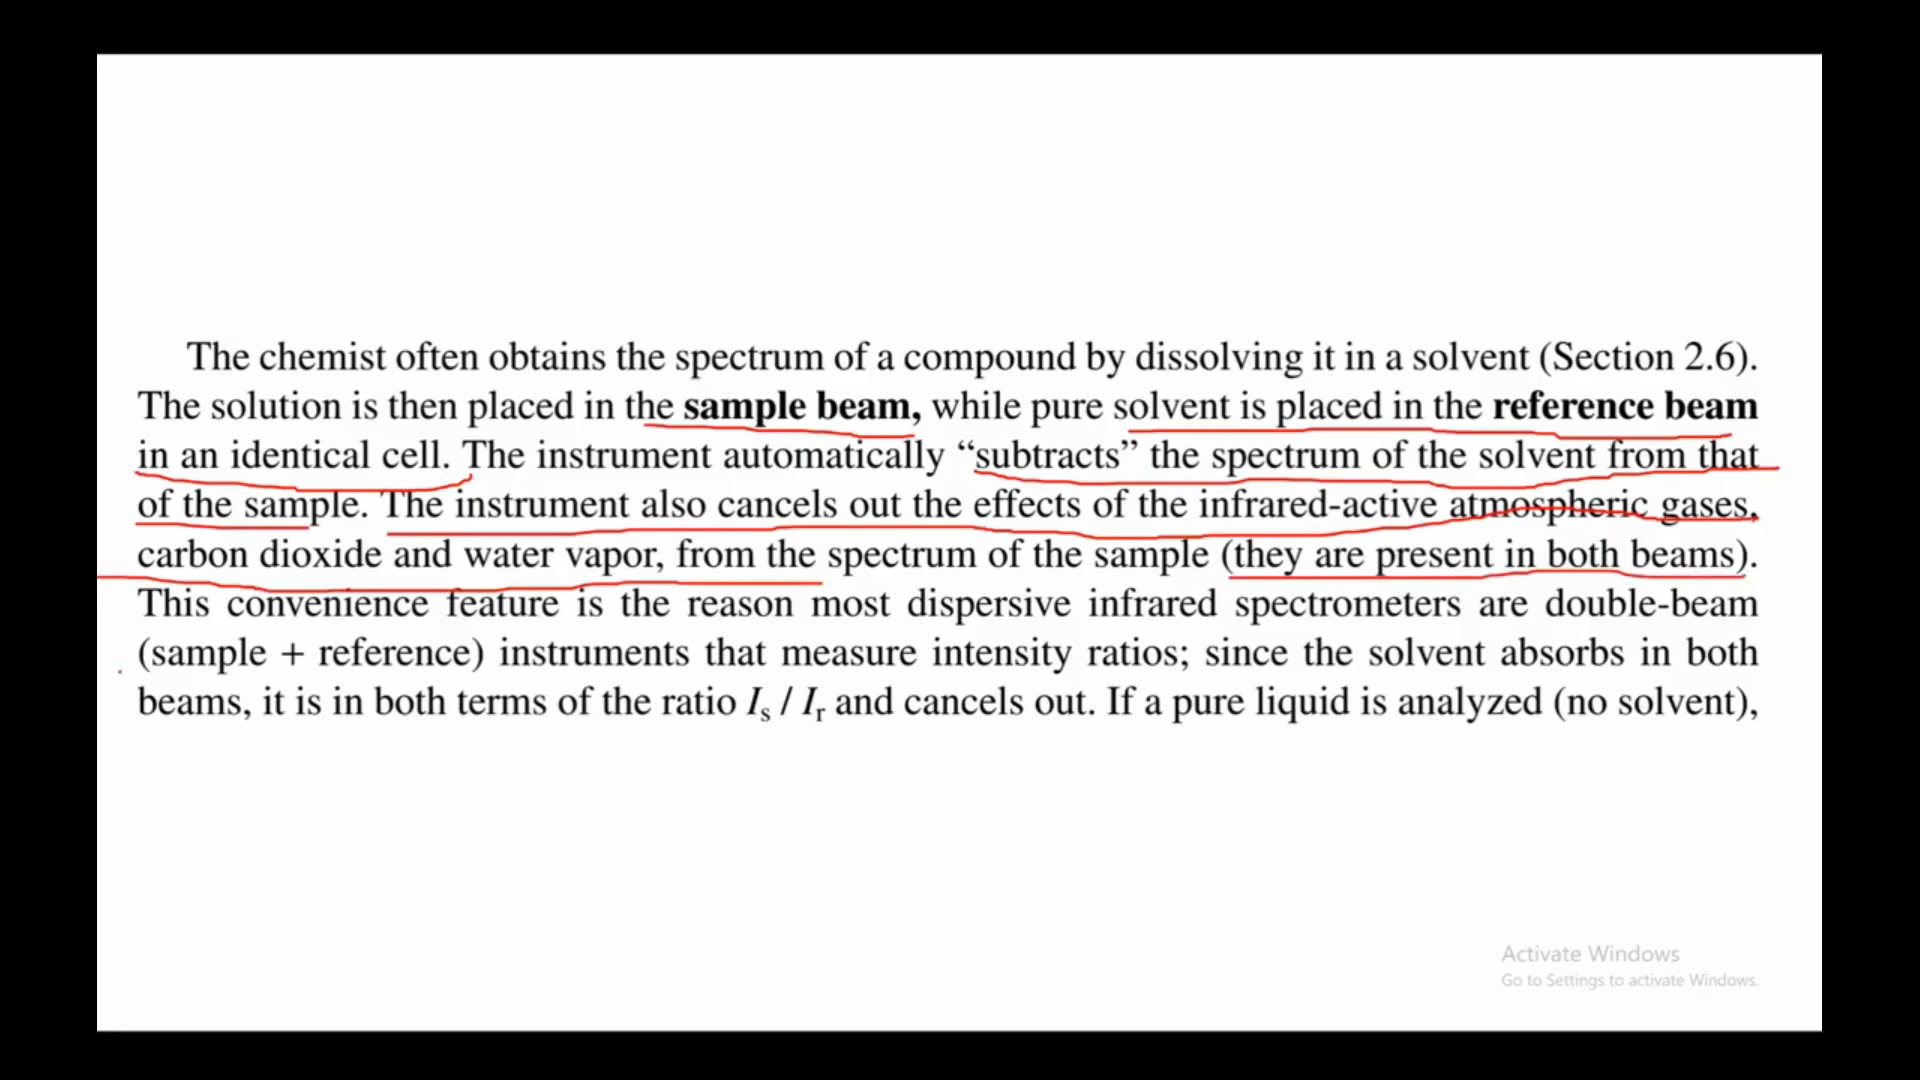 The chemist often obtains the spectrum of a compound by dissolving it in a solvent (Section 2.6).
The solution is then placed in the sample beam, while pure solvent is placed in the reference beam
in an identical cell. The instrument automatically “subtracts” the spectrum of the solvent from that
of the sample. The instrument also cancels out the effects of the infrared-active atmospheric gases,
carbon dioxide and water vapor, from the spectrum of the sample (they are present in both beams).
This convenience feature is the reason most dispersive infrared spectrometers are double-beam
(sample + reference) instruments that measure intensity ratios; since the solvent absorbs in both
beams, it is in both terms of the ratio Is / Ir and cancels out. If a pure liquid is analyzed (no solvent),
Activate Windows
Go to Settings to activate Windows.